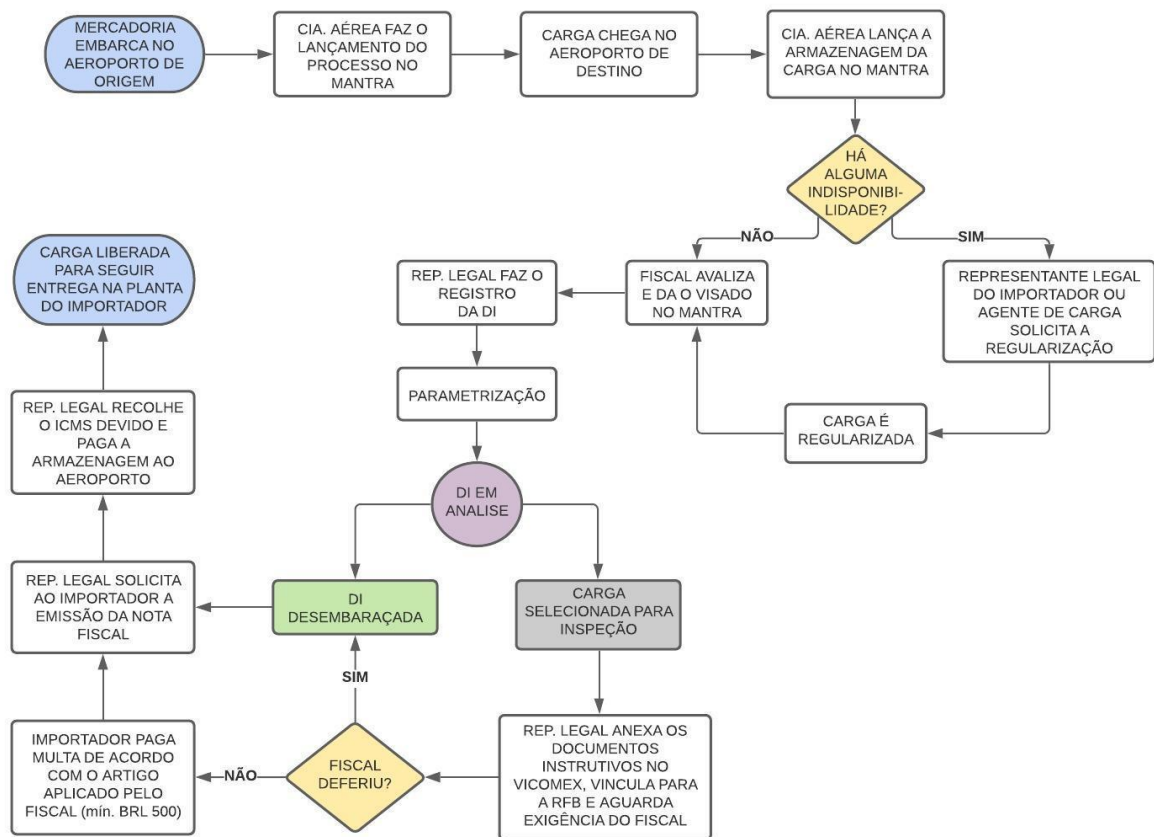 MERCADORIA
EMBARCA NO
AEROPORTO DE
ORIGEM
CIA. AÉREA FAZ O
LANÇAMENTO DO
PROCESSO NO
MANTRA
CARGA CHEGA NO
AEROPORTO DE
DESTINO
CIA. AÉREA LANÇA A
ARMAZENAGEM DA
CARGA NO MANTRA
HÁ
ALGUMA
INDISPONIBI-
LIDADE?
NÃO
SIM
REPRESENTANTE LEGAL
DO IMPORTADOR OU
AGENTE DE CARGA
SOLICITA A
REGULARIZAÇÃO
CARGA É
REGULARIZADA
FISCAL AVALIZA
E DA O VISADO
NO MANTRA
REP. LEGAL FAZ O
REGISTRO
DA DI
PARAMETRIZAÇÃO
DI EM
ANALISE
DI
DESEMBARAÇADA
CARGA
SELECIONADA PARA
INSPEÇÃO
REP. LEGAL ANEXA OS
DOCUMENTOS
INSTRUTIVOS NO
VICOMEX, VINCULA PARA
A RFB E AGUARDA
EXIGÊNCIA DO FISCAL
FISCAL
DEFERIU?
SIM
NÃO
IMPORTADOR PAGA
MULTA DE ACORDO
COM O ARTIGO
APLICADO PELO
FISCAL (mín. BRL 500)
REP. LEGAL SOLICITA
AO IMPORTADOR A
EMISSÃO DA NOTA
FISCAL
REP. LEGAL RECOLHE
O ICMS DEVIDO E
PAGA A
ARMAZENAGEM AO
AEROPORTO
CARGA LIBERADA
PARA SEGUIR
ENTREGA NA PLANTA
DO IMPORTADOR